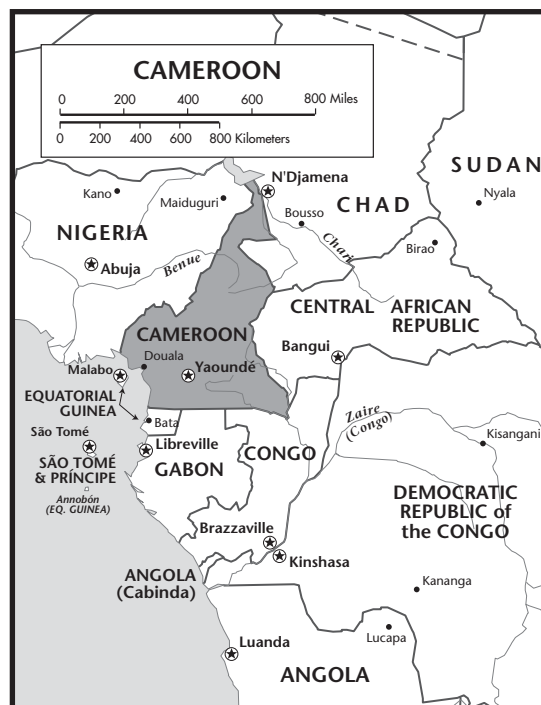 CAMEROON
0 200 400 600 800 Miles
0 200 400 600 800 Kilometers
SUDAN
N'Djamena
Nyala
Kano
Maiduguri
CHAD
Bousso
NIGERIA
Chari
Birao
Abuja
Benue
CENTRAL AFRICAN
REPUBLIC
CAMEROON
Bangui
Douala
Malabo
Yaoundé
EQUATORIAL
GUINEA
Bata
Zaire
(Congo)
São Tomé
Libreville
CONGO
Kisangani
SÃO TOMÉ
& PRÍNCIPE
GABON
Annobón
(EQ. GUINEA)
DEMOCRATIC
REPUBLIC of
the CONGO
Brazzaville
Kinshasa
ANGOLA
(Cabinda)
Kananga
Luanda
Lucapa
ANGOLA